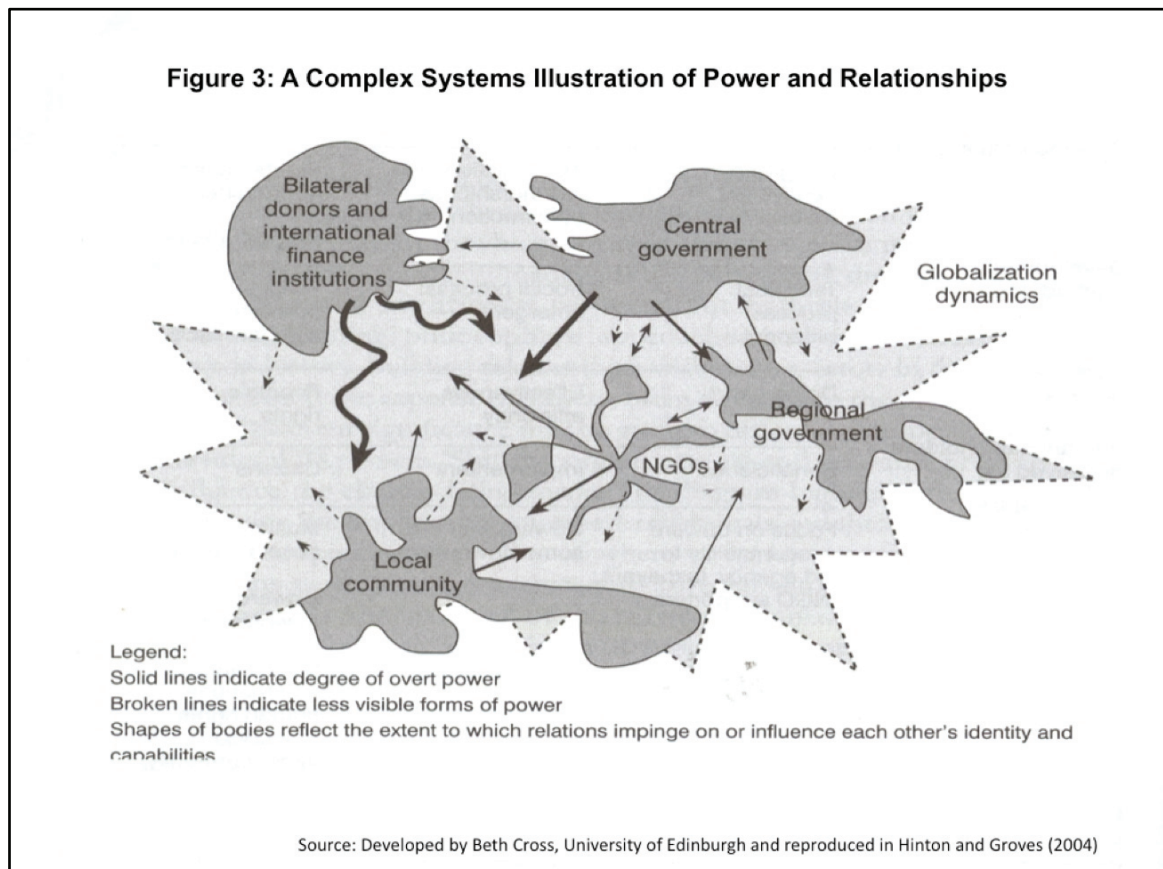 Figure 3: A Complex Systems Illustration of Power and Relationships
Bilateral
donors and
international
finance
institutions
Central
government
Globalization
dynamics
Regional
government
NGOs
Local
community
Legend:
Solid lines indicate degree of overt power
Broken lines indicate less visible forms of power
Shapes of bodies reflect the extent to which relations impinge on or influence each other's identity and
capabilities
Source: Developed by Beth Cross, University of Edinburgh and reproduced in Hinton and Groves (2004)